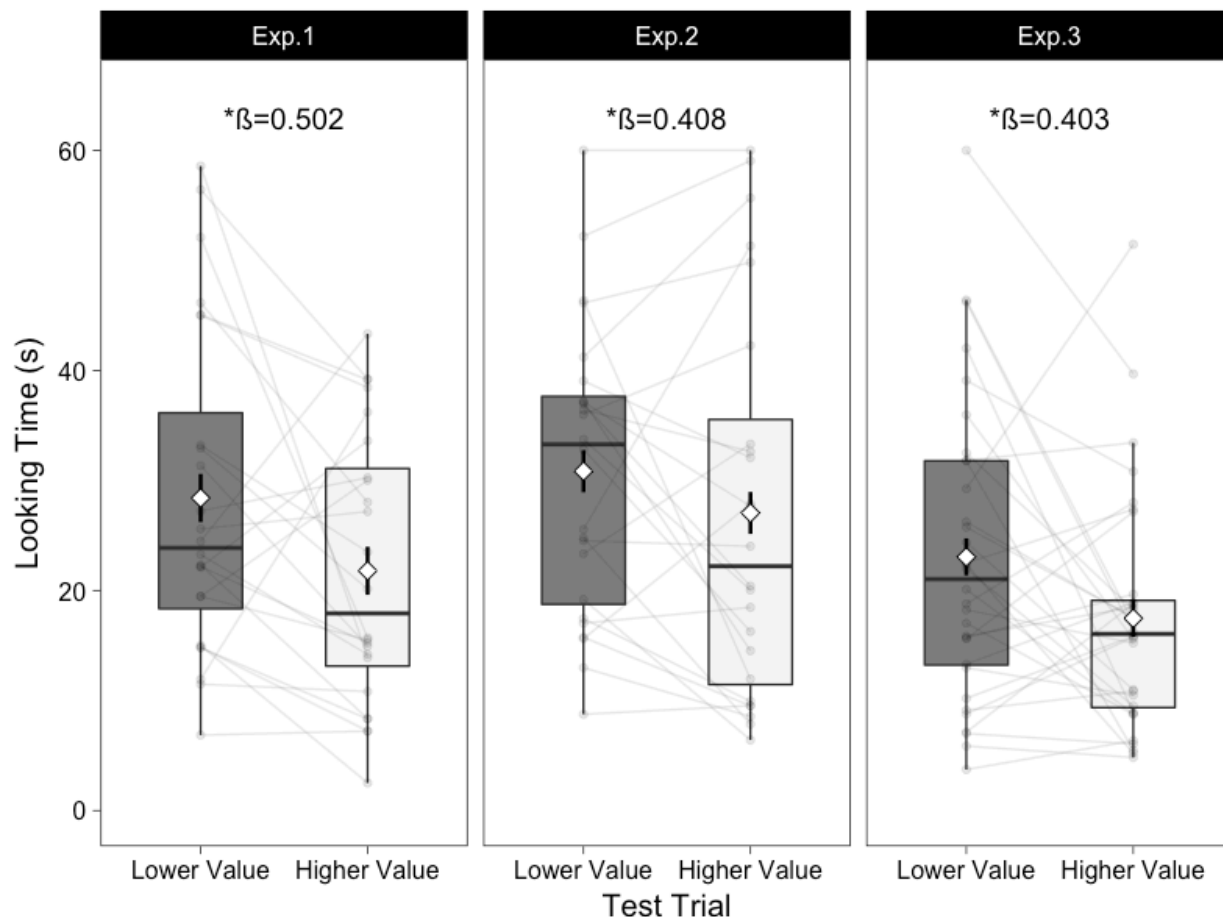 Exp.1
Exp.2
Exp.3
*ß=0.502
*ß=0.408
*ß=0.403
60
40
20
0
Looking Time (s)
Lower Value
Higher Value
Lower Value
Higher Value
Lower Value
Higher Value
Test Trial